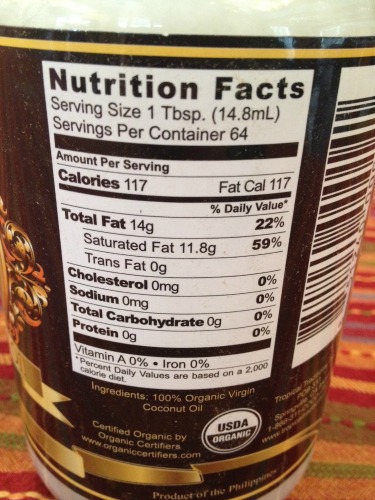 Nutrition Facts
Serving Size 1 Tbsp. (14.8mL)
Servings Per Container 64
Amount Per Serving
Calories 117 Fat Cal 117
% Daily Value*
Total Fat 14g 22%
Saturated Fat 11.8g 59%
Trans Fat 0g
Cholesterol 0mg 0%
Sodium 0mg 0%
Total Carbohydrate 0g 0%
Protein 0g 0%
Vitamin A 0% • Iron 0%
*Percent Daily Values are based on a 2,000
calorie diet.
Ingredients: 100% Organic Virgin
Coconut Oil
Certified Organic by
Organic Certifiers.
www.organiccertifiers.com
USDA
ORGANIC
Product of the Philippines
Tropical